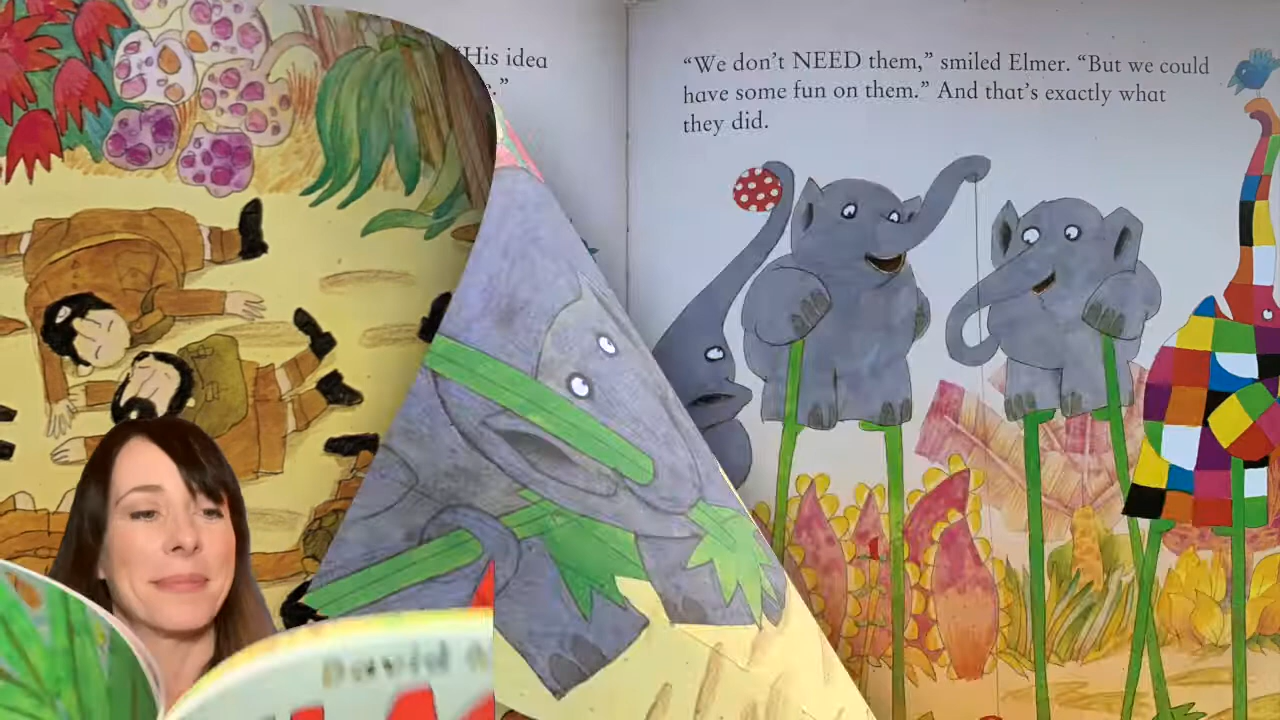 "His idea
."
"We don't NEED them," smiled Elmer. "But we could
have some fun on them." And that's exactly what
they did.
David